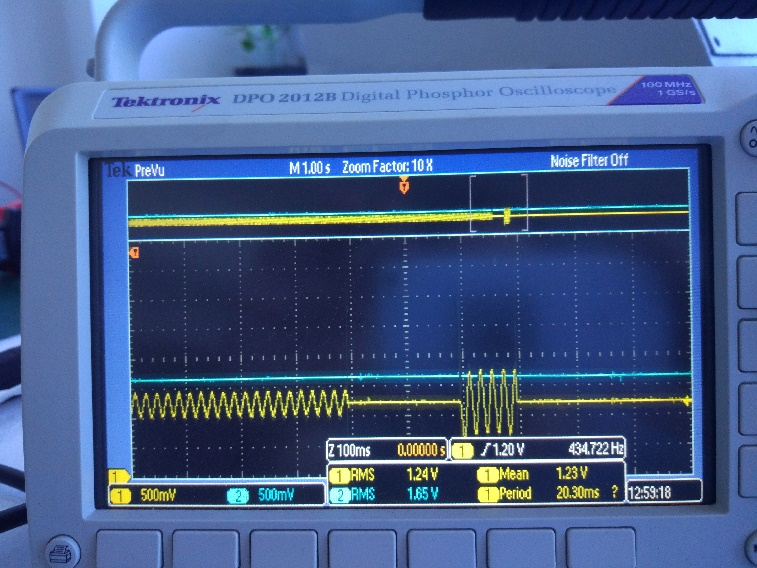 Tektronix DPO 2012B Digital Phosphor Oscilloscope
100 MHz
1 GS/s
Tek PreVu M 1.00 s Zoom Factor: 10 X Noise Filter Off
T
T
Z 100ms 0.00000 s 1 / 1.20 V 434.722 Hz
1
1 RMS 1.24 V 1 Mean 1.23 V
1 500mV 2 500mV 2 RMS 1.65 V 1 Period 20.30ms ? 12:59:18